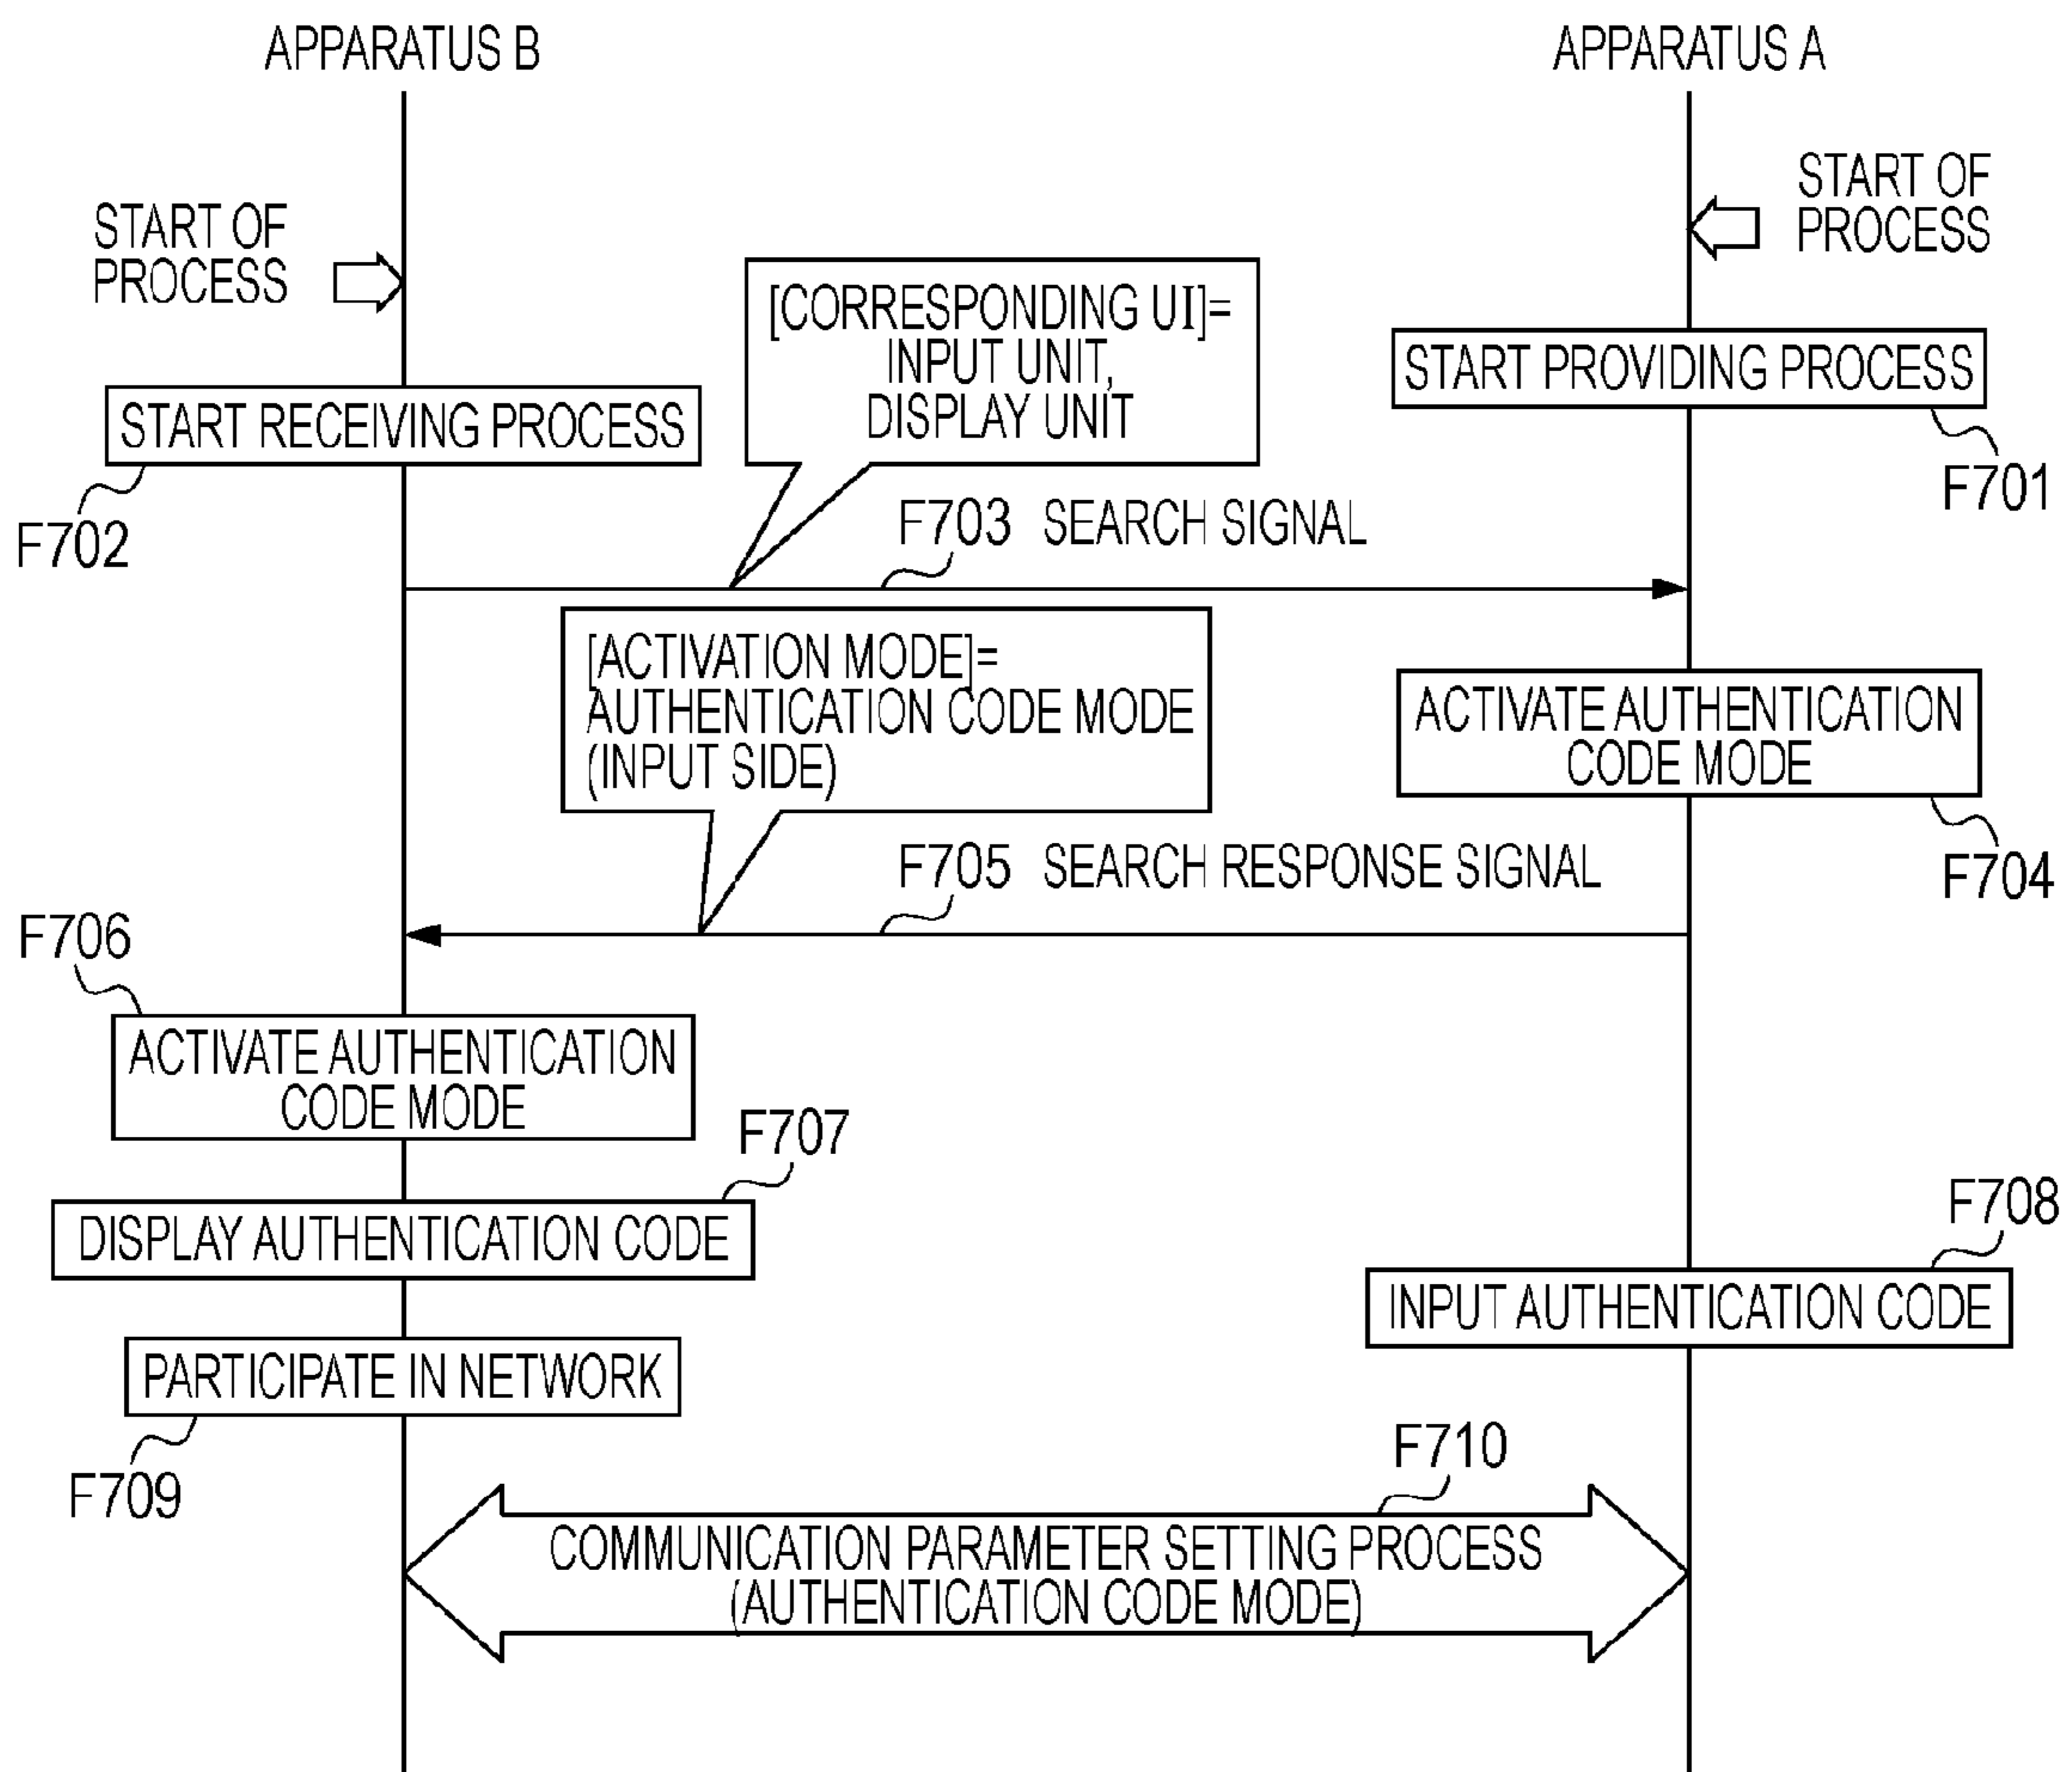 APPARATUS B
APPARATUS A
START OF
PROCESS
START OF
PROCESS
[CORRESPONDING UI]=
INPUT UNIT,
DISPLAY UNIT
START PROVIDING PROCESS
F701
START RECEIVING PROCESS
F702
F703 SEARCH SIGNAL
[ACTIVATION MODE]=
AUTHENTICATION CODE MODE
(INPUT SIDE)
ACTIVATE AUTHENTICATION
CODE MODE
F704
F705 SEARCH RESPONSE SIGNAL
F706
ACTIVATE AUTHENTICATION
CODE MODE
F707
DISPLAY AUTHENTICATION CODE
F708
INPUT AUTHENTICATION CODE
PARTICIPATE IN NETWORK
F709
F710
COMMUNICATION PARAMETER SETTING PROCESS
(AUTHENTICATION CODE MODE)